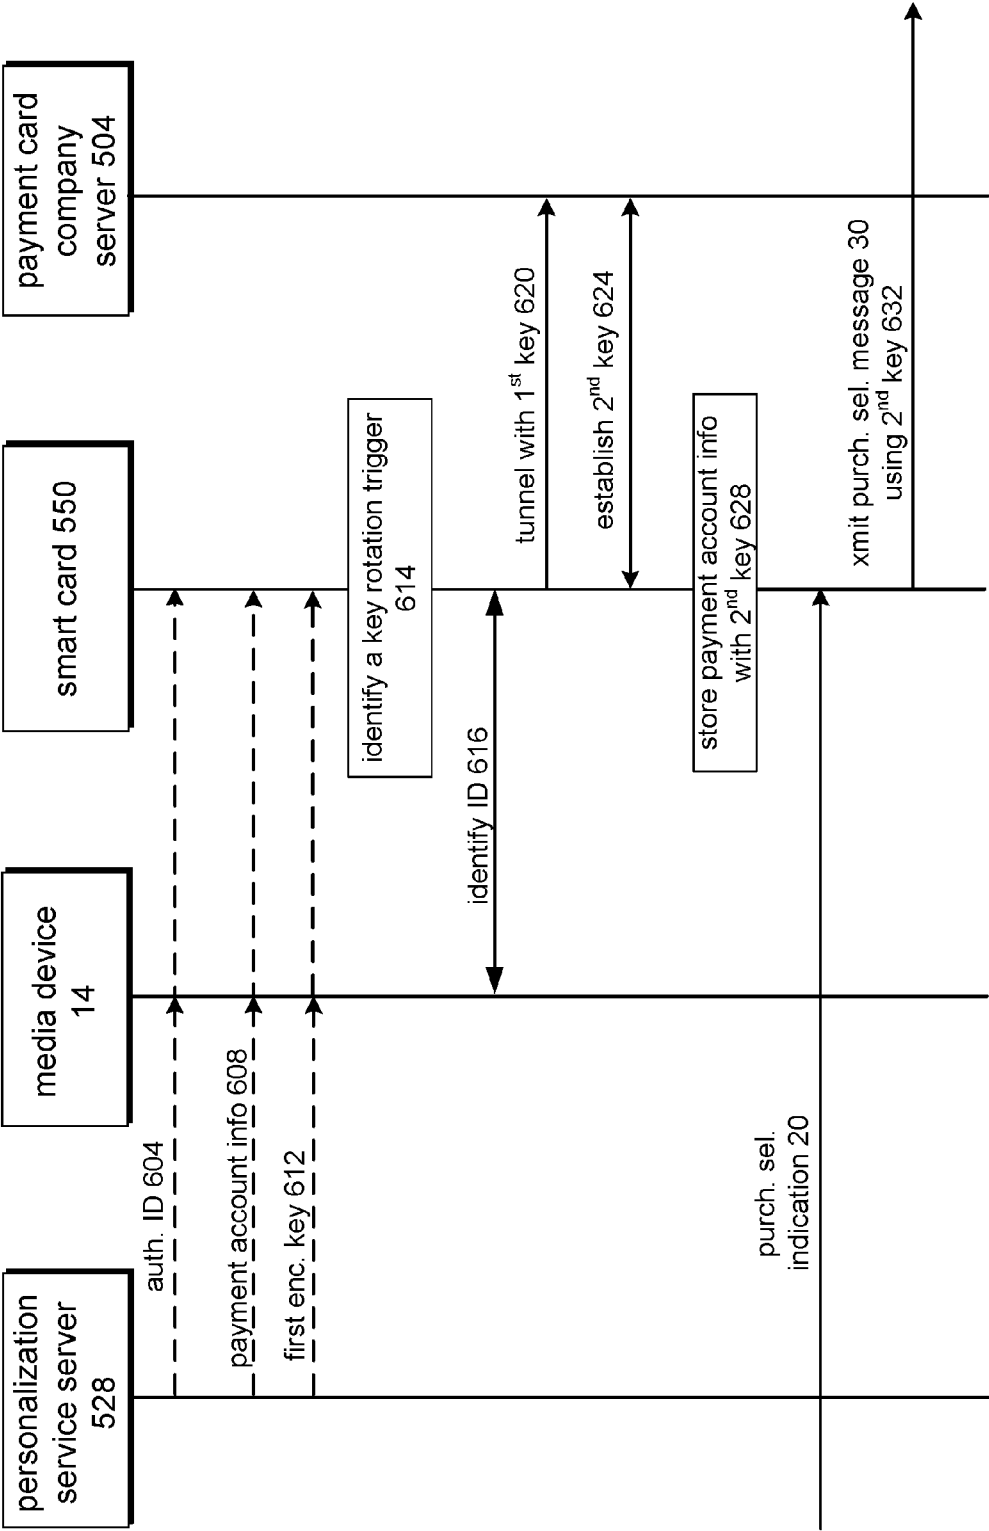 personalization
service server
528
media device
14
smart card 550
payment card
company
server 504
auth. ID 604
payment account info 608
first enc. key 612
identify a key rotation trigger
614
identify ID 616
tunnel with 1st key 620
establish 2nd key 624
store payment account info
with 2nd key 628
purch. sel.
indication 20
xmit purch. sel. message 30
using 2nd key 632